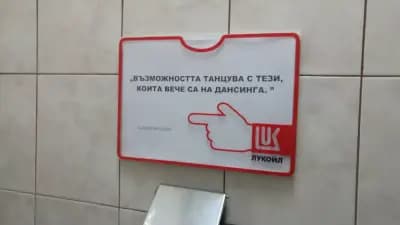 „ВЪЗМОЖНОСТТА ТАНЦУВА С ТЕЗИ,
КОИТО ВЕЧЕ СА НА ДАНСИНГА. ”
ЛУКОЙЛ